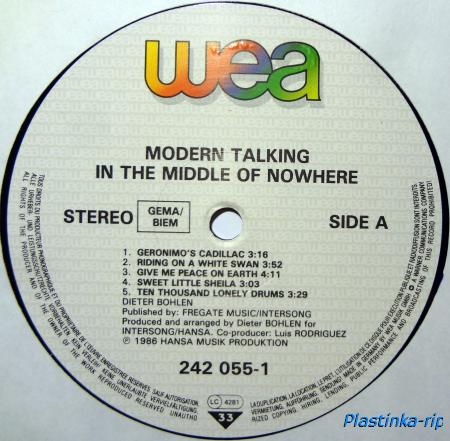 wea
MODERN TALKING
IN THE MIDDLE OF NOWHERE
STEREO
GEMA/
BIEM
SIDE A
1. GERONIMO'S CADILLAC 3:16
2. RIDING ON A WHITE SWAN 3:52
3. GIVE ME PEACE ON EARTH 4:11
4. SWEET LITTLE SHEILA 3:03
5. TEN THOUSAND LONELY DRUMS 3:29
DIETER BOHLEN
Published by: FREGATE MUSIC/INTERSONG
Produced and arranged by Dieter BOHLEN for
INTERSONG/HANSA. Co-producer: Luis RODRIGUEZ
℗ 1986 HANSA MUSIK PRODUKTION
242 055-1
LC 4281
33
Plastinka-rip